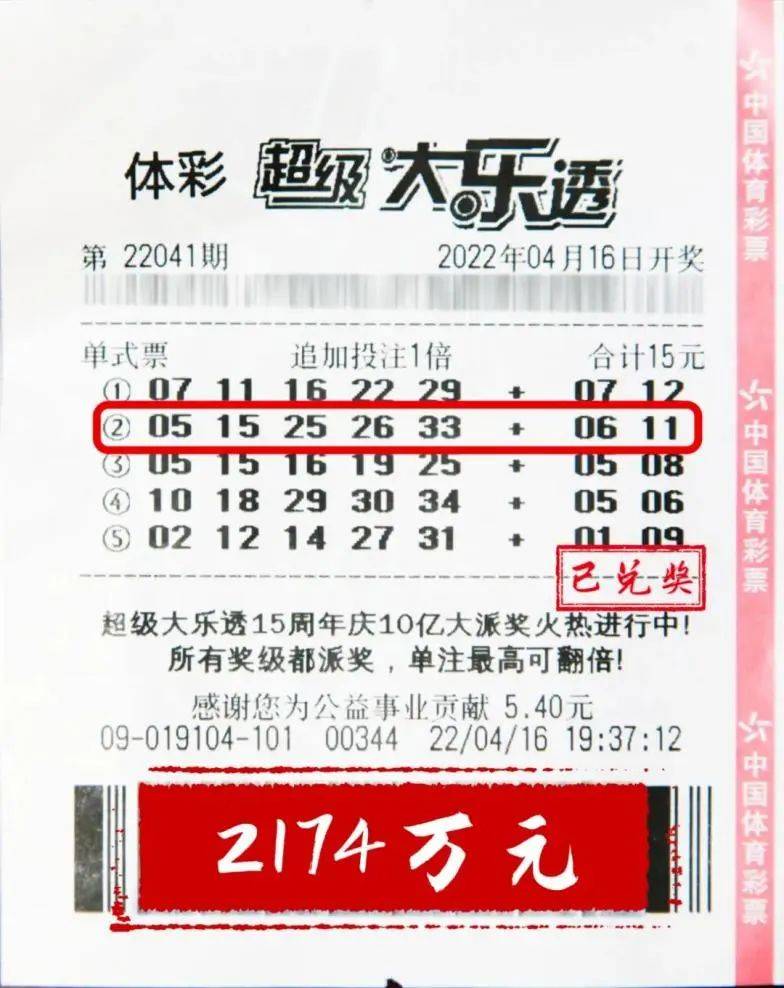 体彩 超级大乐透
第 22041期 2022年04月16日开奖
单式票 追加投注1倍 合计15元
① 07 11 16 22 29 + 07 12
② 05 15 25 26 33 + 06 11
③ 05 15 16 19 25 + 05 08
④ 10 18 29 30 34 + 05 06
⑤ 02 12 14 27 31 + 01 09
已兑奖
超级大乐透15周年庆10亿大派奖火热进行中!
所有奖级都派奖，单注最高可翻倍!
感谢您为公益事业贡献 5.40元
09-019104-101 00344 22/04/16 19:37:12
2174万元
中国体育彩票
中国体育彩票
中国体育彩票